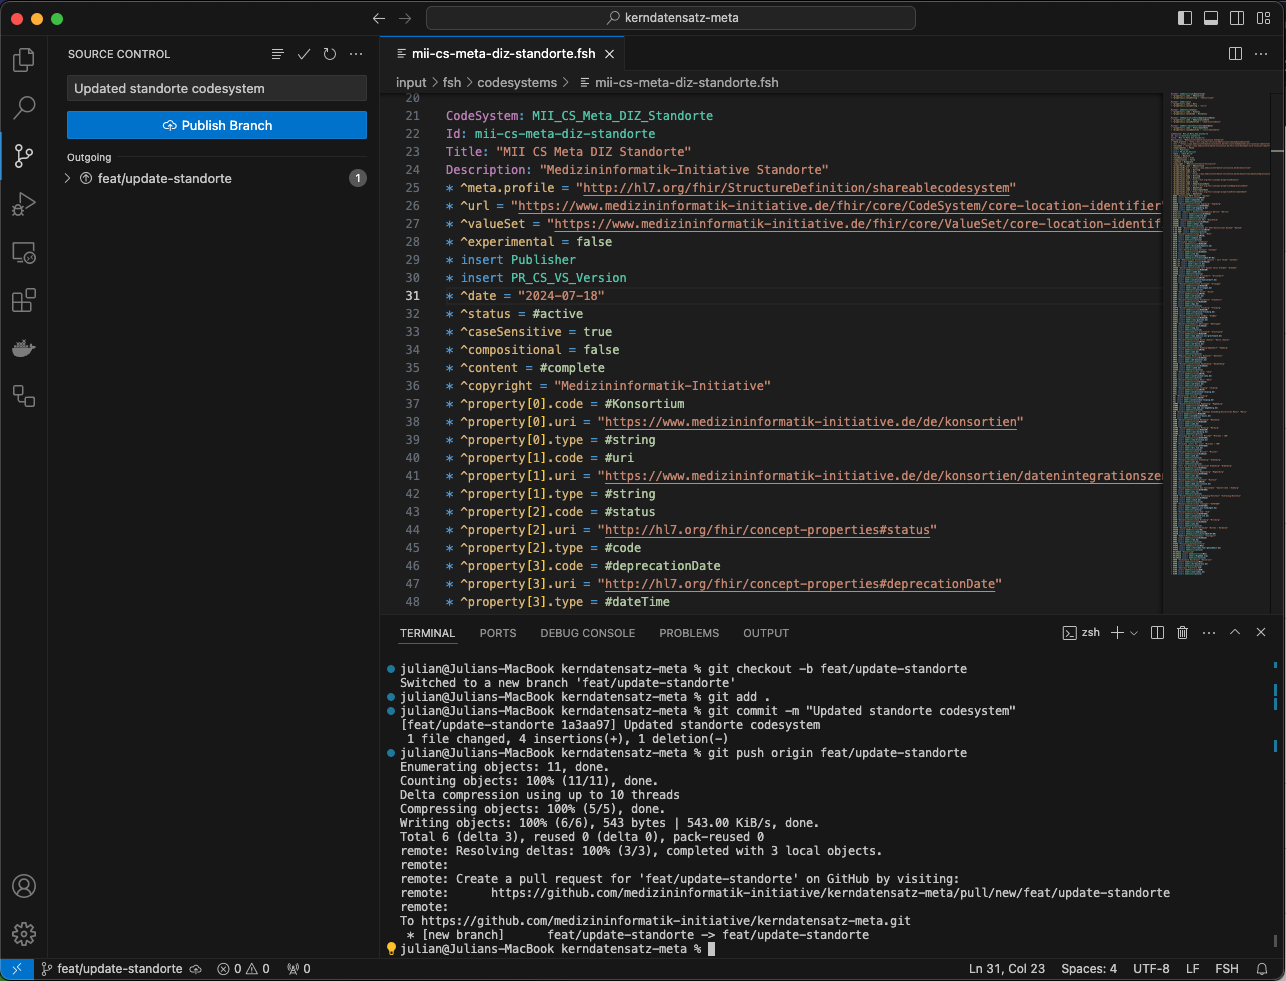 kerndatensatz-meta
SOURCE CONTROL
Updated standorte codesystem
Publish Branch
Outgoing
feat/update-standorte
1
mii-cs-meta-diz-standorte.fsh
input > fsh > codesystems > mii-cs-meta-diz-standorte.fsh
20
21 CodeSystem: MII_CS_Meta_DIZ_Standorte
22 Id: mii-cs-meta-diz-standorte
23 Title: "MII CS Meta DIZ Standorte"
24 Description: "Medizininformatik-Initiative Standorte"
25 * ^meta.profile = "http://hl7.org/fhir/StructureDefinition/shareablecodesystem"
26 * ^url = "https://www.medizininformatik-initiative.de/fhir/core/CodeSystem/core-location-identifier
27 * ^valueSet = "https://www.medizininformatik-initiative.de/fhir/core/ValueSet/core-location-identif
28 * ^experimental = false
29 * insert Publisher
30 * insert PR_CS_VS_Version
31 * ^date = "2024-07-18"
32 * ^status = #active
33 * ^caseSensitive = true
34 * ^compositional = false
35 * ^content = #complete
36 * ^copyright = "Medizininformatik-Initiative"
37 * ^property[0].code = #Konsortium
38 * ^property[0].uri = "https://www.medizininformatik-initiative.de/de/konsortien"
39 * ^property[0].type = #string
40 * ^property[1].code = #uri
41 * ^property[1].uri = "https://www.medizininformatik-initiative.de/de/konsortien/datenintegrationsze
42 * ^property[1].type = #string
43 * ^property[2].code = #status
44 * ^property[2].uri = "http://hl7.org/fhir/concept-properties#status"
45 * ^property[2].type = #code
46 * ^property[3].code = #deprecationDate
47 * ^property[3].uri = "http://hl7.org/fhir/concept-properties#deprecationDate"
48 * ^property[3].type = #dateTime
TERMINAL PORTS DEBUG CONSOLE PROBLEMS OUTPUT
zsh
julian@Julians-MacBook kerndatensatz-meta % git checkout -b feat/update-standorte
Switched to a new branch 'feat/update-standorte'
julian@Julians-MacBook kerndatensatz-meta % git add .
julian@Julians-MacBook kerndatensatz-meta % git commit -m "Updated standorte codesystem"
[feat/update-standorte 1a3aa97] Updated standorte codesystem
1 file changed, 4 insertions(+), 1 deletion(-)
julian@Julians-MacBook kerndatensatz-meta % git push origin feat/update-standorte
Enumerating objects: 11, done.
Counting objects: 100% (11/11), done.
Delta compression using up to 10 threads
Compressing objects: 100% (5/5), done.
Writing objects: 100% (6/6), 543 bytes | 543.00 KiB/s, done.
Total 6 (delta 3), reused 0 (delta 0), pack-reused 0
remote: Resolving deltas: 100% (3/3), completed with 3 local objects.
remote:
remote: Create a pull request for 'feat/update-standorte' on GitHub by visiting:
remote:      https://github.com/medizininformatik-initiative/kerndatensatz-meta/pull/new/feat/update-standorte
remote:
To https://github.com/medizininformatik-initiative/kerndatensatz-meta.git
* [new branch]      feat/update-standorte -> feat/update-standorte
julian@Julians-MacBook kerndatensatz-meta %
feat/update-standorte 0 0 0
Ln 31, Col 23 Spaces: 4 UTF-8 LF FSH